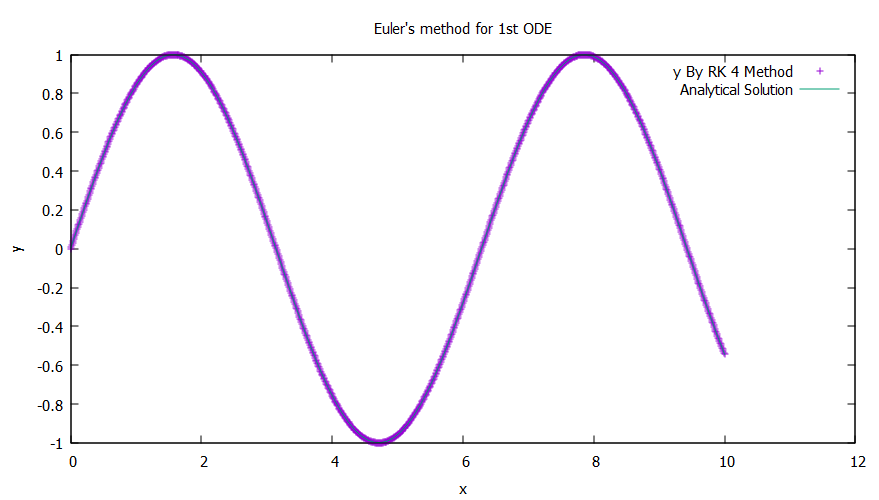 Euler's method for 1st ODE
y By RK 4 Method
Analytical Solution
1
0.8
0.6
0.4
0.2
0
-0.2
-0.4
-0.6
-0.8
-1
y
0 2 4 6 8 10 12
x